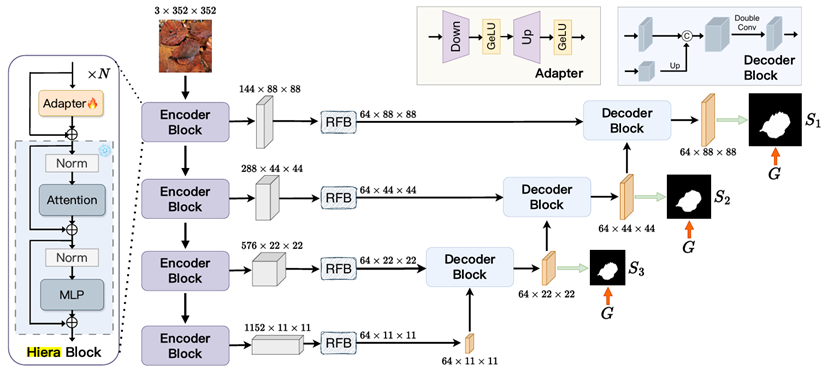 3 × 352 × 352
Down
GeLU
Up
GeLU
Adapter
C
Up
Double
Conv
Decoder
Block
× N
Adapter
Norm
Attention
Norm
MLP
Hiera Block
Encoder
Block
144 × 88 × 88
RFB
64 × 88 × 88
Decoder
Block
64 × 88 × 88
S1
G
Encoder
Block
288 × 44 × 44
RFB
64 × 44 × 44
Decoder
Block
64 × 44 × 44
S2
G
Encoder
Block
576 × 22 × 22
RFB
64 × 22 × 22
Decoder
Block
64 × 22 × 22
S3
G
Encoder
Block
1152 × 11 × 11
RFB
64 × 11 × 11
64 × 11 × 11